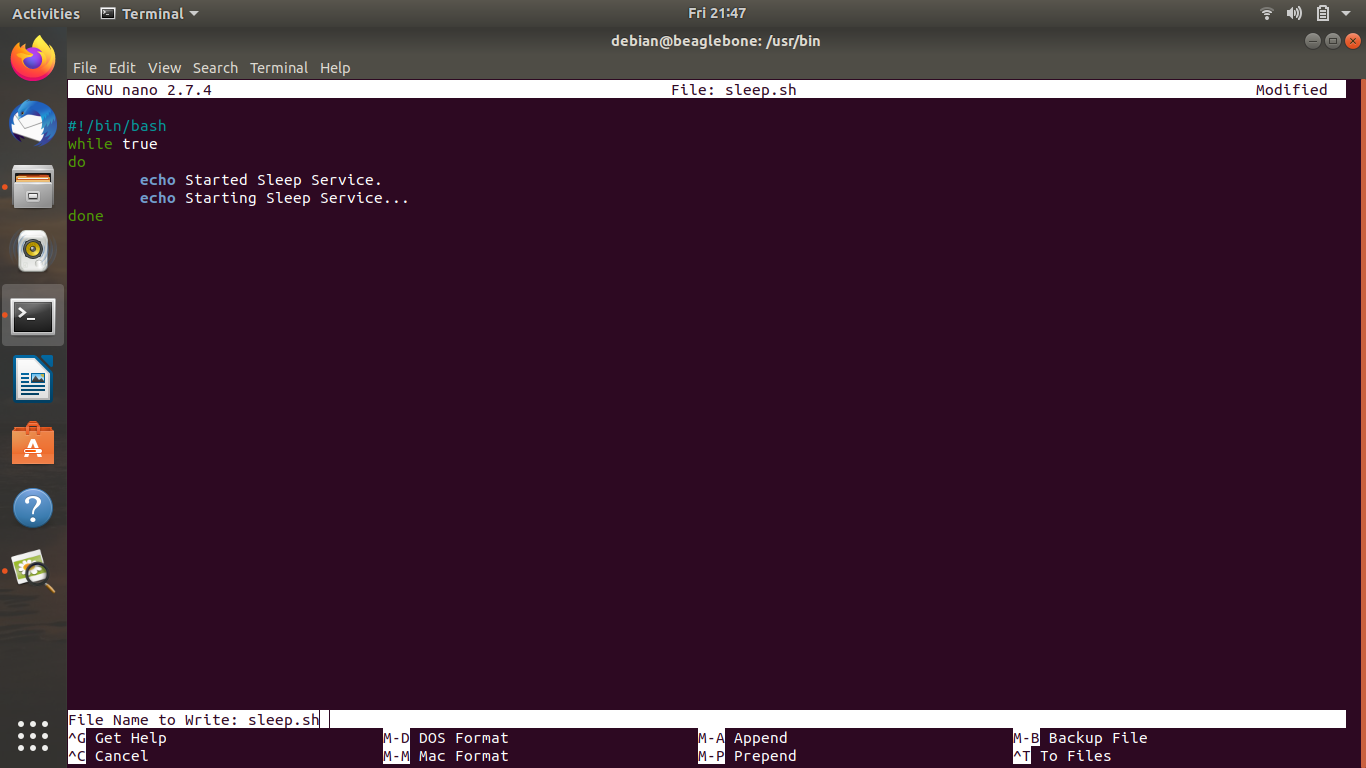 Activities Terminal Fri 21:47
debian@beaglebone: /usr/bin
File Edit View Search Terminal Help
GNU nano 2.7.4 File: sleep.sh Modified
#!/bin/bash
while true
do
echo Started Sleep Service.
echo Starting Sleep Service...
done
File Name to Write: sleep.sh
^G Get Help M-D DOS Format M-A Append M-B Backup File
^C Cancel M-M Mac Format M-P Prepend ^T To Files